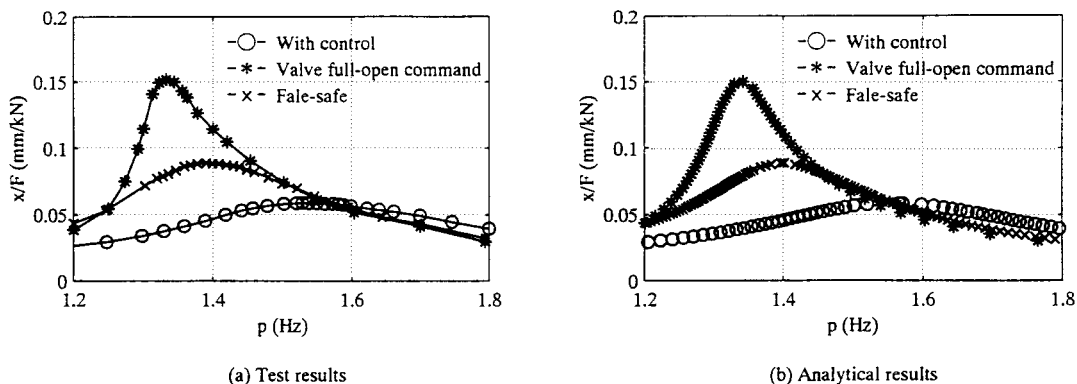 0.2
0.15
0.1
0.05
0
x/F (mm/kN)
With control
Valve full-open command
Fale-safe
1.2
1.4
1.6
1.8
p (Hz)
(a) Test results
0.2
0.15
0.1
0.05
0
x/F (mm/kN)
With control
Valve full-open command
Fale-safe
1.2
1.4
1.6
1.8
p (Hz)
(b) Analytical results